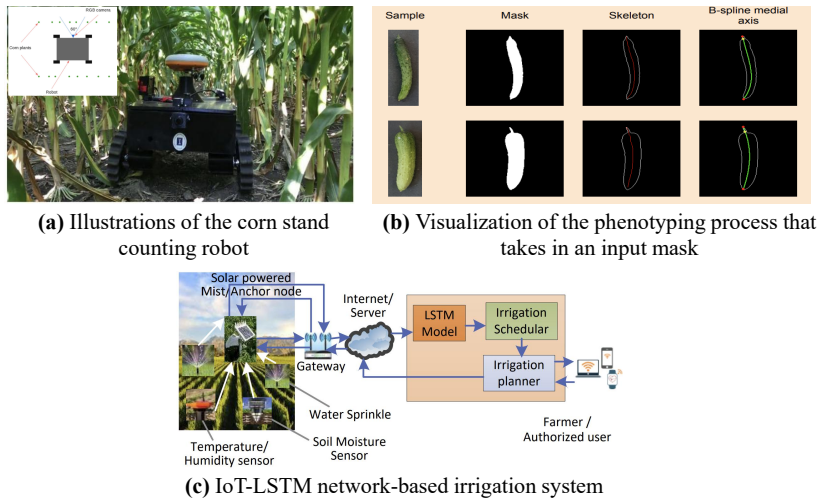 RGB camera
60°
Corn plants
Robot
Sample
Mask
Skeleton
B-spline medial
axis
(a) Illustrations of the corn stand
counting robot
(b) Visualization of the phenotyping process that
takes in an input mask
Solar powered
Mist/Anchor node
Internet/
Server
LSTM
Model
Irrigation
Schedular
Gateway
Irrigation
planner
Water Sprinkle
Soil Moisture
Sensor
Temperature/
Humidity sensor
Farmer /
Authorized user
(c) IoT-LSTM network-based irrigation system